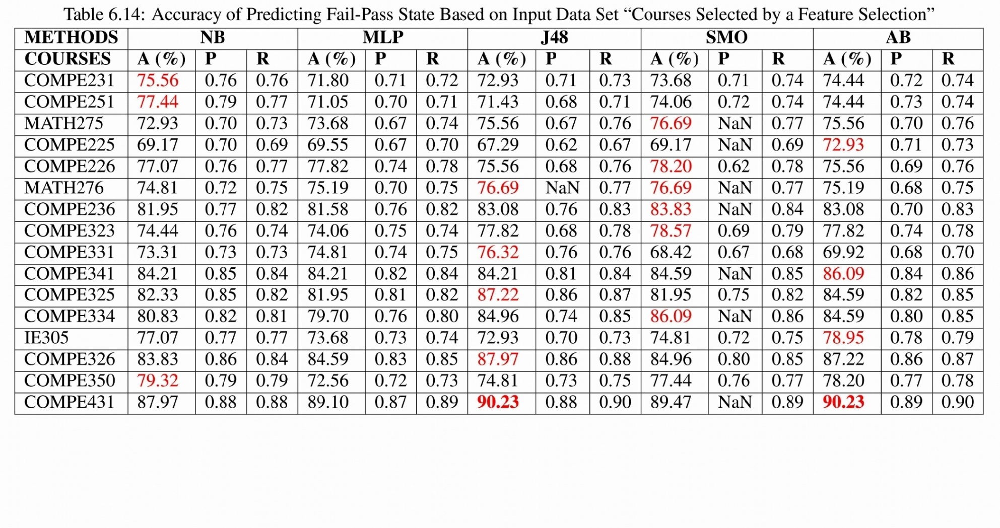 Table 6.14: Accuracy of Predicting Fail-Pass State Based on Input Data Set “Courses Selected by a Feature Selection”
METHODS NB MLP J48 SMO AB
COURSES A (%) P R A (%) P R A (%) P R A (%) P R A (%) P R
COMPE231 75.56 0.76 0.76 71.80 0.71 0.72 72.93 0.71 0.73 73.68 0.71 0.74 74.44 0.72 0.74
COMPE251 77.44 0.79 0.77 71.05 0.70 0.71 71.43 0.68 0.71 74.06 0.72 0.74 74.44 0.73 0.74
MATH275 72.93 0.70 0.73 73.68 0.67 0.74 75.56 0.67 0.76 76.69 NaN 0.77 75.56 0.70 0.76
COMPE225 69.17 0.70 0.69 69.55 0.67 0.70 67.29 0.62 0.67 69.17 NaN 0.69 72.93 0.71 0.73
COMPE226 77.07 0.76 0.77 77.82 0.74 0.78 75.56 0.68 0.76 78.20 0.62 0.78 75.56 0.69 0.76
MATH276 74.81 0.72 0.75 75.19 0.70 0.75 76.69 NaN 0.77 76.69 NaN 0.77 75.19 0.68 0.75
COMPE236 81.95 0.77 0.82 81.58 0.76 0.82 83.08 0.76 0.83 83.83 NaN 0.84 83.08 0.70 0.83
COMPE323 74.44 0.76 0.74 74.06 0.75 0.74 77.82 0.68 0.78 78.57 0.69 0.79 77.82 0.74 0.78
COMPE331 73.31 0.73 0.73 74.81 0.74 0.75 76.32 0.76 0.76 68.42 0.67 0.68 69.92 0.68 0.70
COMPE341 84.21 0.85 0.84 84.21 0.82 0.84 84.21 0.81 0.84 84.59 NaN 0.85 86.09 0.84 0.86
COMPE325 82.33 0.85 0.82 81.95 0.81 0.82 87.22 0.86 0.87 81.95 0.75 0.82 84.59 0.82 0.85
COMPE334 80.83 0.82 0.81 79.70 0.76 0.80 84.96 0.74 0.85 86.09 NaN 0.86 84.59 0.80 0.85
IE305 77.07 0.77 0.77 73.68 0.73 0.74 72.93 0.70 0.73 74.81 0.72 0.75 78.95 0.78 0.79
COMPE326 83.83 0.86 0.84 84.59 0.83 0.85 87.97 0.86 0.88 84.96 0.80 0.85 87.22 0.86 0.87
COMPE350 79.32 0.79 0.79 72.56 0.72 0.73 74.81 0.73 0.75 77.44 0.76 0.77 78.20 0.77 0.78
COMPE431 87.97 0.88 0.88 89.10 0.87 0.89 90.23 0.88 0.90 89.47 NaN 0.89 90.23 0.89 0.90